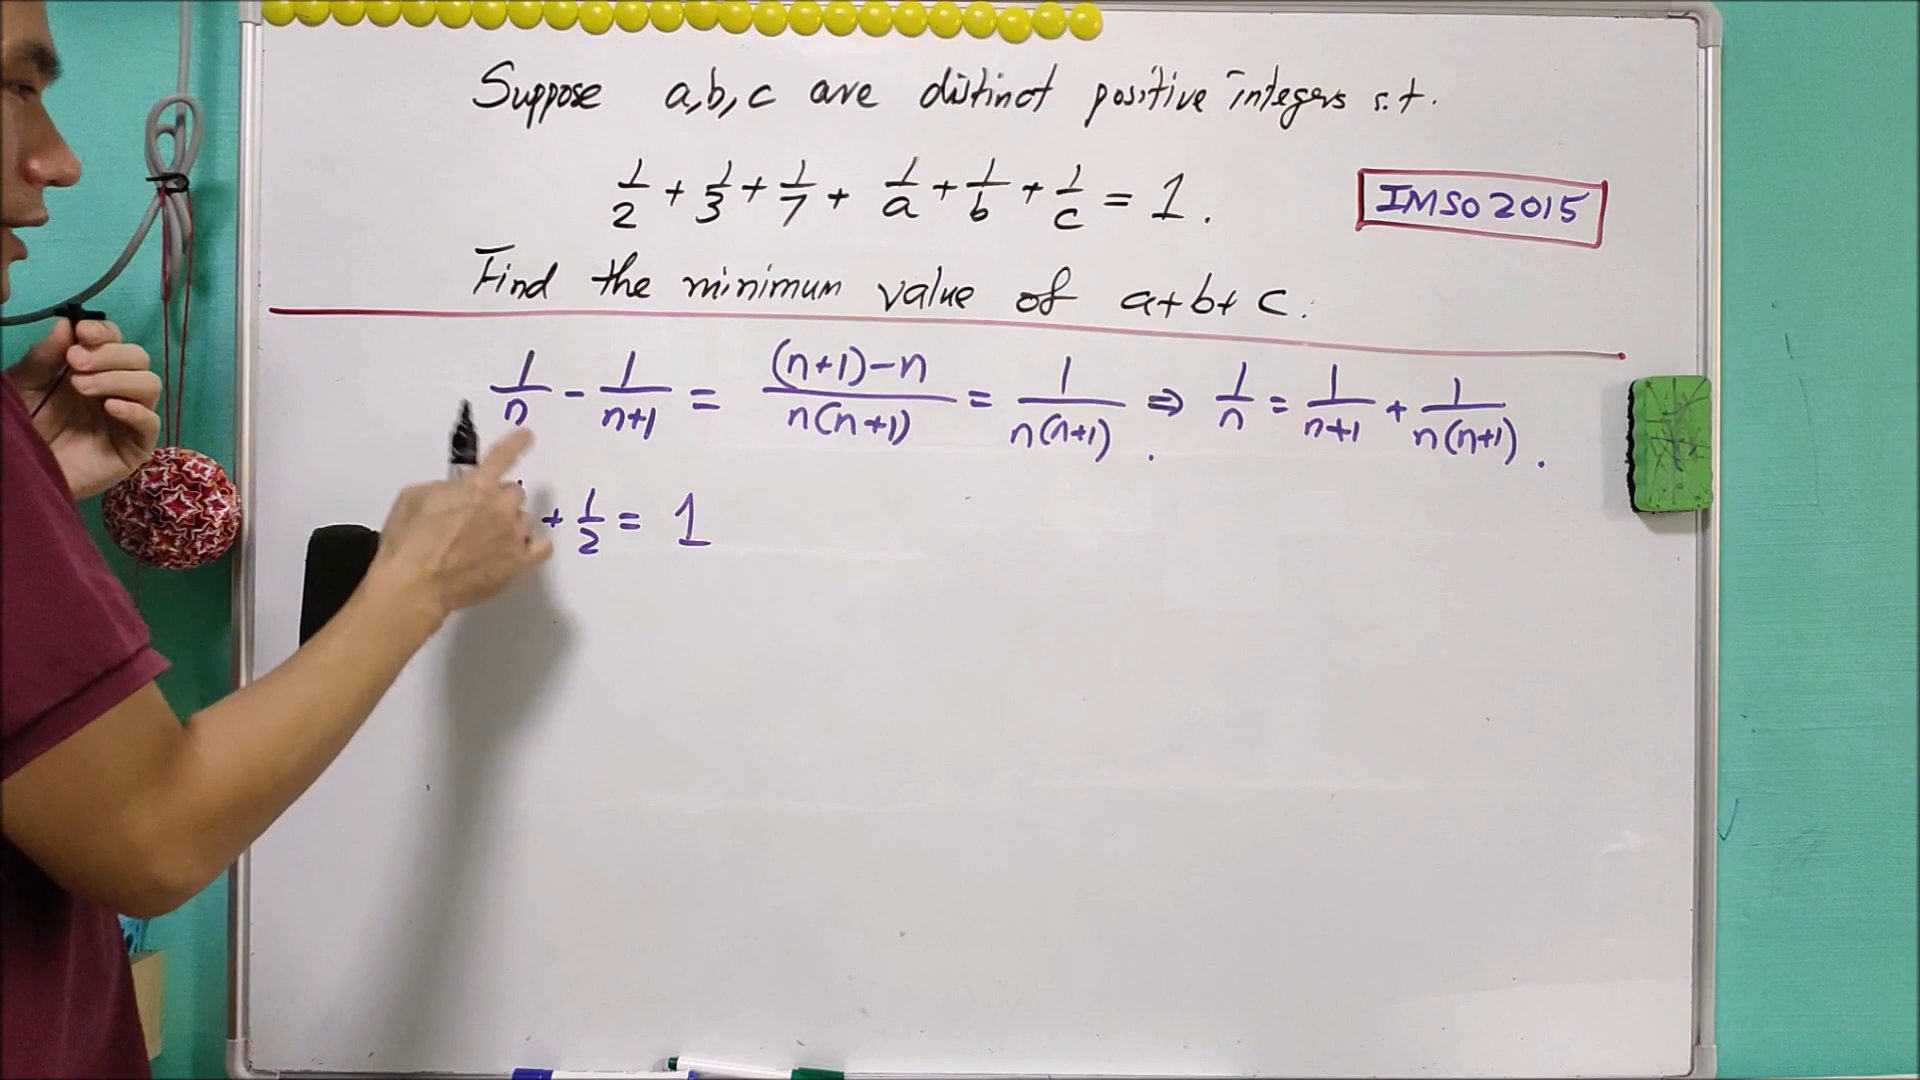 Suppose a,b,c are distinct positive integers s.t.
1/2 + 1/3 + 1/7 + 1/a + 1/b + 1/c = 1.
IMSO 2015
Find the minimum value of a+b+c.
1/n - 1/(n+1) = ((n+1)-n)/(n(n+1)) = 1/(n(n+1)). ⇒ 1/n = 1/(n+1) + 1/(n(n+1)).
+ 1/2 = 1